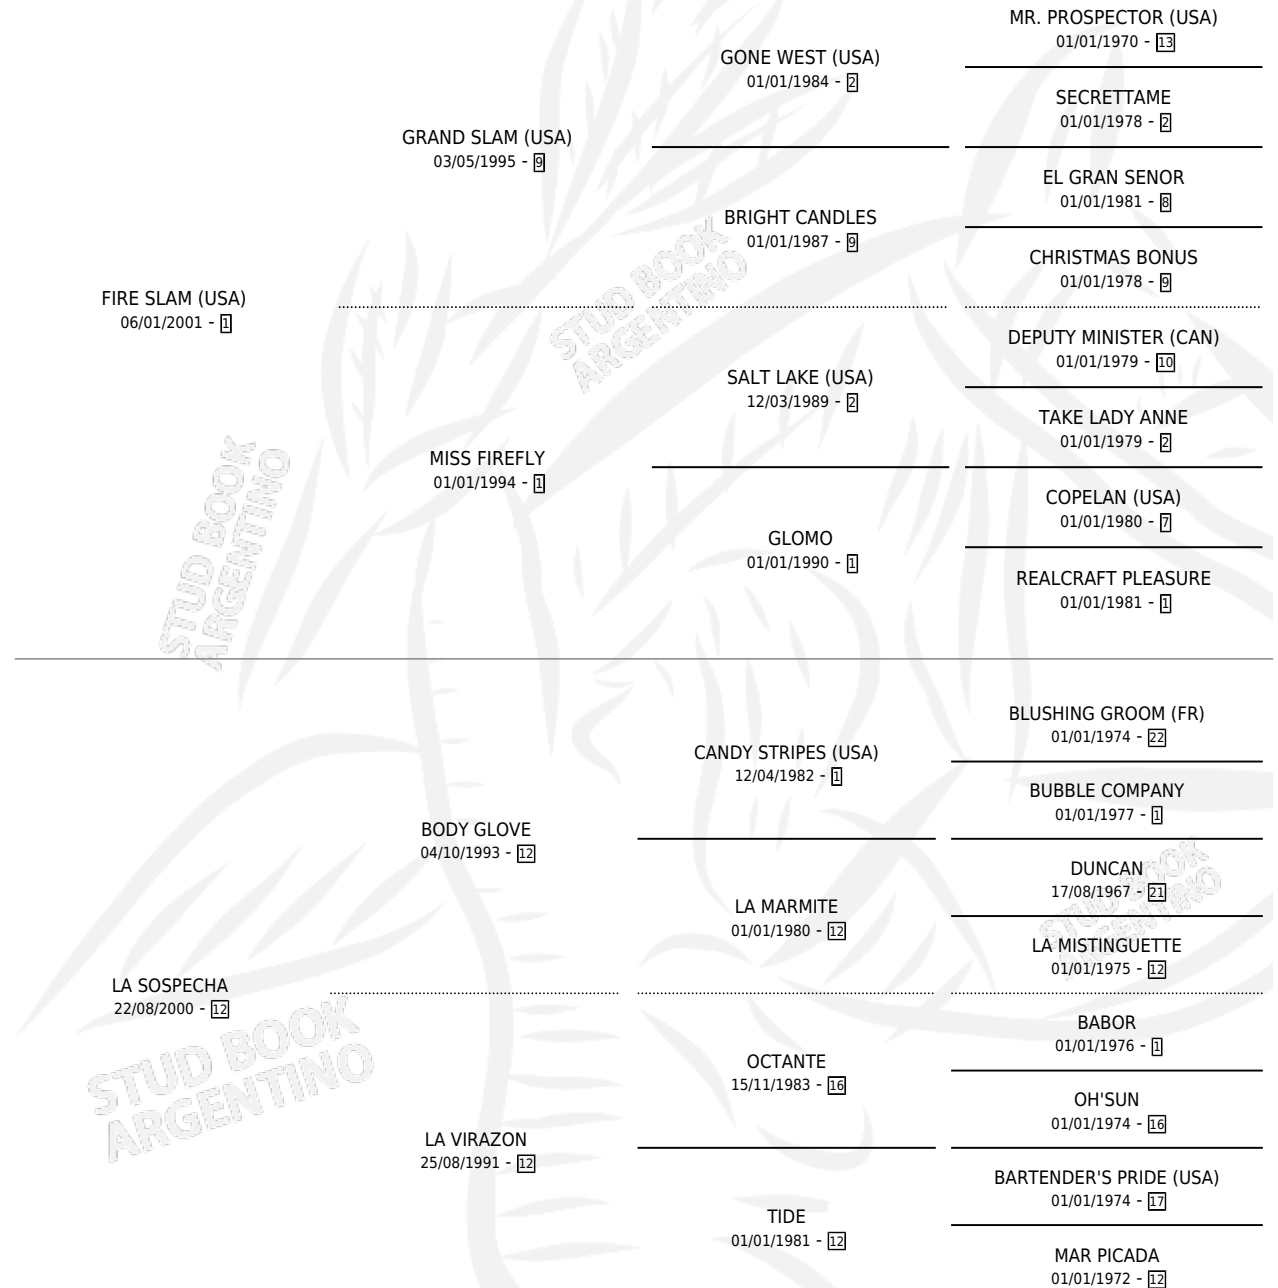 MR. PROSPECTOR (USA)
01/01/1970 - 13
GONE WEST (USA)
01/01/1984 - 2
SECRETTAME
01/01/1978 - 2
GRAND SLAM (USA)
03/05/1995 - 9
EL GRAN SENOR
01/01/1981 - 8
BRIGHT CANDLES
01/01/1987 - 9
CHRISTMAS BONUS
01/01/1978 - 9
FIRE SLAM (USA)
06/01/2001 - 1
DEPUTY MINISTER (CAN)
01/01/1979 - 10
SALT LAKE (USA)
12/03/1989 - 2
TAKE LADY ANNE
01/01/1979 - 2
MISS FIREFLY
01/01/1994 - 1
COPELAN (USA)
01/01/1980 - 7
GLOMO
01/01/1990 - 1
REALCRAFT PLEASURE
01/01/1981 - 1
BLUSHING GROOM (FR)
01/01/1974 - 22
CANDY STRIPES (USA)
12/04/1982 - 1
BUBBLE COMPANY
01/01/1977 - 1
BODY GLOVE
04/10/1993 - 12
DUNCAN
17/08/1967 - 21
LA MARMITE
01/01/1980 - 12
LA MISTINGUETTE
01/01/1975 - 12
LA SOSPECHA
22/08/2000 - 12
BABOR
01/01/1976 - 1
OCTANTE
15/11/1983 - 16
OH'SUN
01/01/1974 - 16
LA VIRAZON
25/08/1991 - 12
BARTENDER'S PRIDE (USA)
01/01/1974 - 17
TIDE
01/01/1981 - 12
MAR PICADA
01/01/1972 - 12
STUD BOOK
ARGENTINO
STUD BOOK
ARGENTINO
STUD BOOK
ARGENTINO
STUD BOOK
ARGENTINO